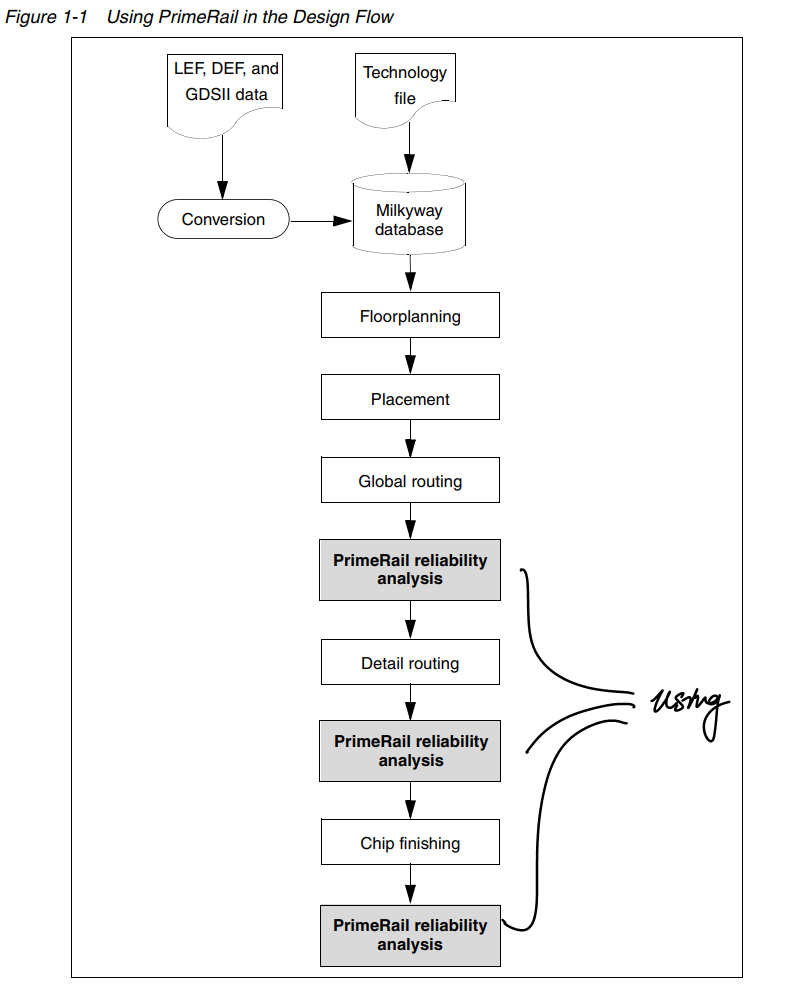 Figure 1-1 Using PrimeRail in the Design Flow
LEF, DEF, and
GDSII data
Technology
file
Conversion
Milkyway
database
Floorplanning
Placement
Global routing
PrimeRail reliability
analysis
Detail routing
using
PrimeRail reliability
analysis
Chip finishing
PrimeRail reliability
analysis